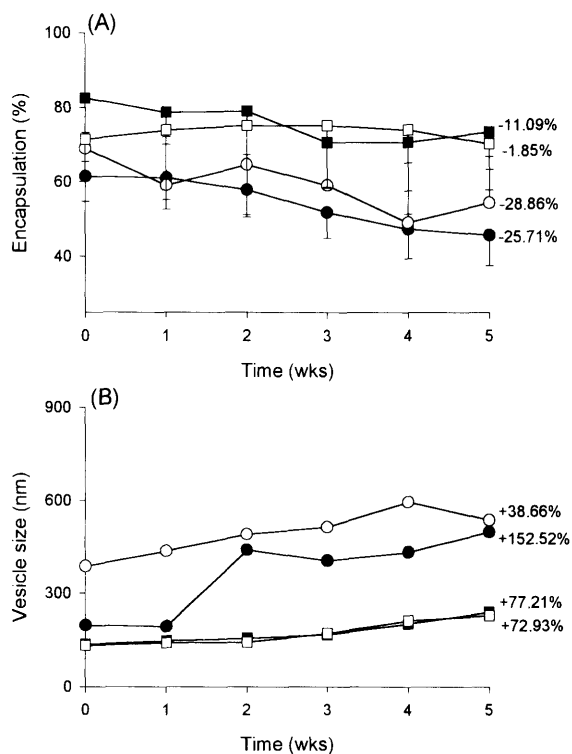 (A)
Encapsulation (%)
100
80
60
40
-11.09%
-1.85%
-28.86%
-25.71%
0 1 2 3 4 5
Time (wks)
(B)
Vesicle size (nm)
900
600
300
0
+38.66%
+152.52%
+77.21%
+72.93%
0 1 2 3 4 5
Time (wks)